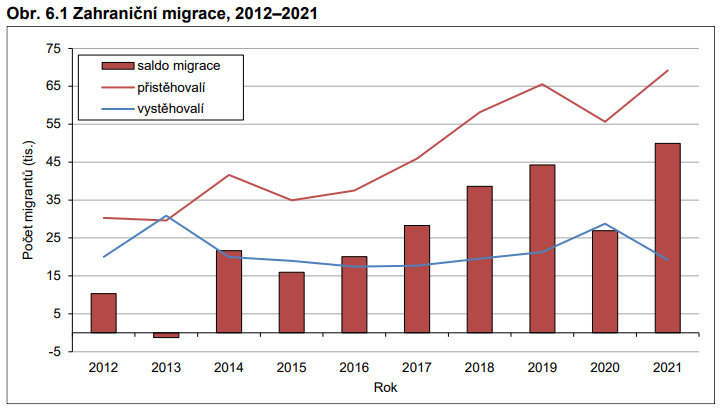 Obr. 6.1 Zahraniční migrace, 2012–2021
75
65
55
45
35
25
15
5
-5
Počet migrantů (tis.)
saldo migrace
přistěhovalí
vystěhovalí
2012 2013 2014 2015 2016 2017 2018 2019 2020 2021
Rok